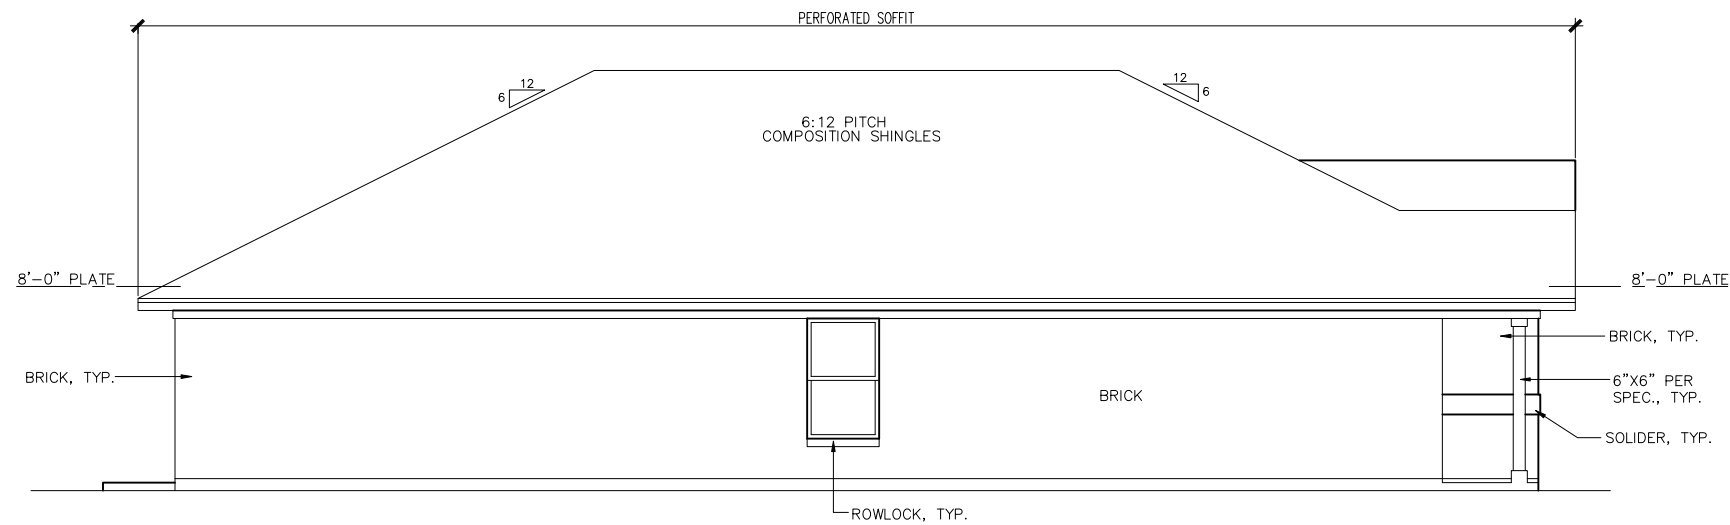 PERFORATED SOFFIT
12
6
12
6
6:12 PITCH
COMPOSITION SHINGLES
8'-0" PLATE
8'-0" PLATE
BRICK, TYP.
BRICK, TYP.
6"X6" PER
SPEC., TYP.
BRICK
SOLIDER, TYP.
ROWLOCK, TYP.